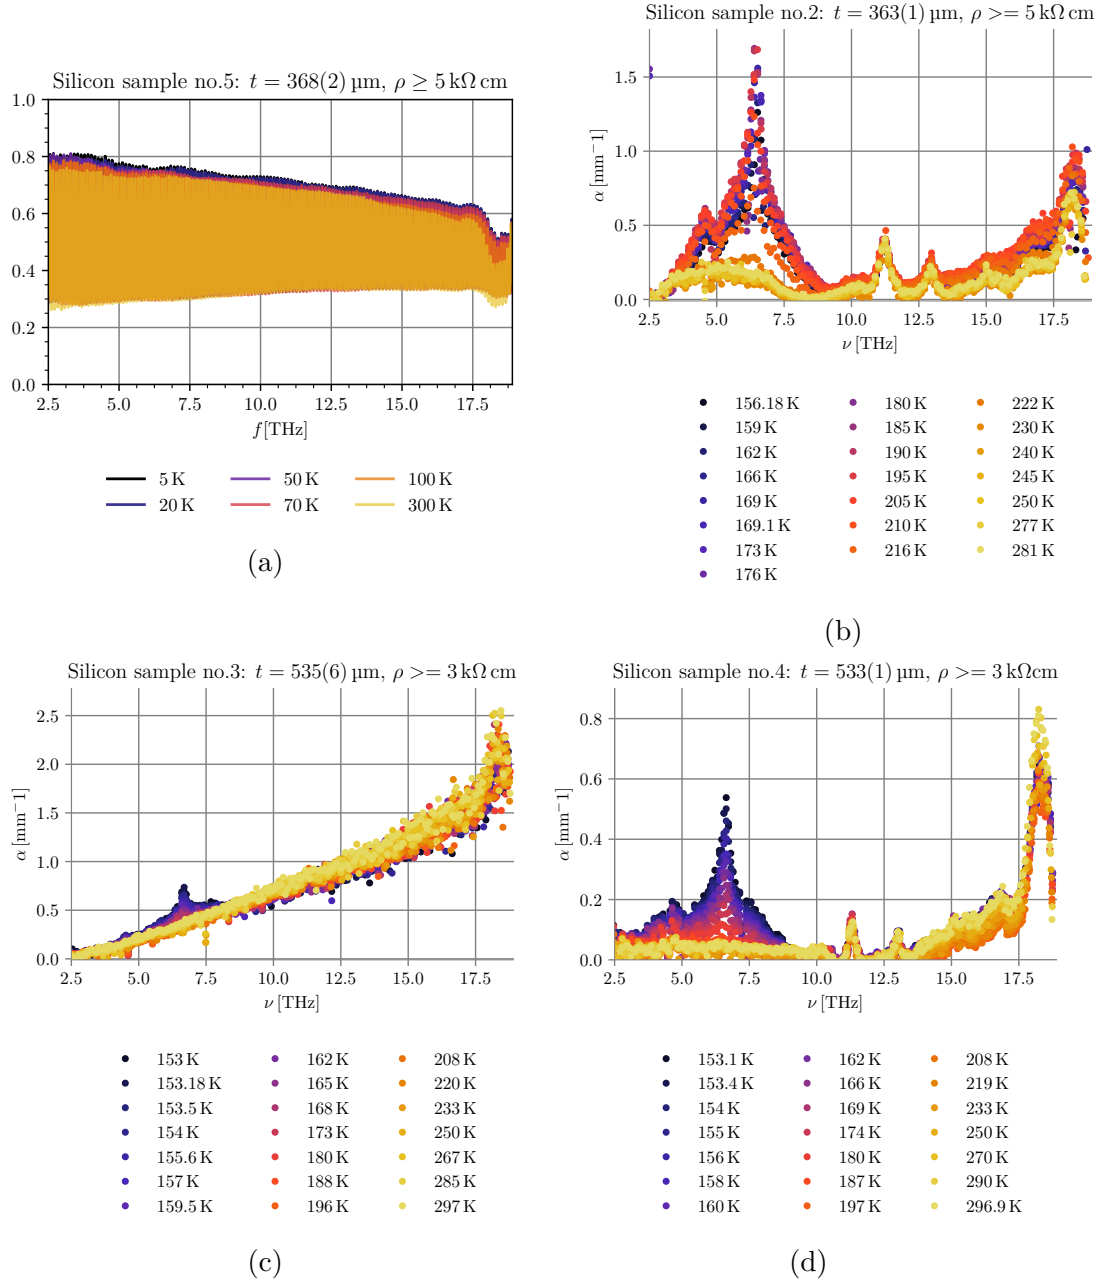 Silicon sample no.5: t = 368(2) µm, ρ ≥ 5 kΩ cm
1.0
0.8
0.6
0.4
0.2
0.0
2.5 5.0 7.5 10.0 12.5 15.0 17.5
f[THz]
5 K 50 K 100 K
20 K 70 K 300 K
(a)
Silicon sample no.2: t = 363(1) µm, ρ >= 5 kΩ cm
α [mm−1]
1.5
1.0
0.5
0.0
2.5 5.0 7.5 10.0 12.5 15.0 17.5
ν [THz]
156.18 K 180 K 222 K
159 K 185 K 230 K
162 K 190 K 240 K
166 K 195 K 245 K
169 K 205 K 250 K
169.1 K 210 K 277 K
173 K 216 K 281 K
176 K
(b)
Silicon sample no.3: t = 535(6) µm, ρ >= 3 kΩ cm
α [mm−1]
2.5
2.0
1.5
1.0
0.5
0.0
2.5 5.0 7.5 10.0 12.5 15.0 17.5
ν [THz]
153 K 162 K 208 K
153.18 K 165 K 220 K
153.5 K 168 K 233 K
154 K 173 K 250 K
155.6 K 180 K 267 K
157 K 188 K 285 K
159.5 K 196 K 297 K
(c)
Silicon sample no.4: t = 533(1) µm, ρ >= 3 kΩcm
α [mm−1]
0.8
0.6
0.4
0.2
0.0
2.5 5.0 7.5 10.0 12.5 15.0 17.5
ν [THz]
153.1 K 162 K 208 K
153.4 K 166 K 219 K
154 K 169 K 233 K
155 K 174 K 250 K
156 K 180 K 270 K
158 K 187 K 290 K
160 K 197 K 296.9 K
(d)